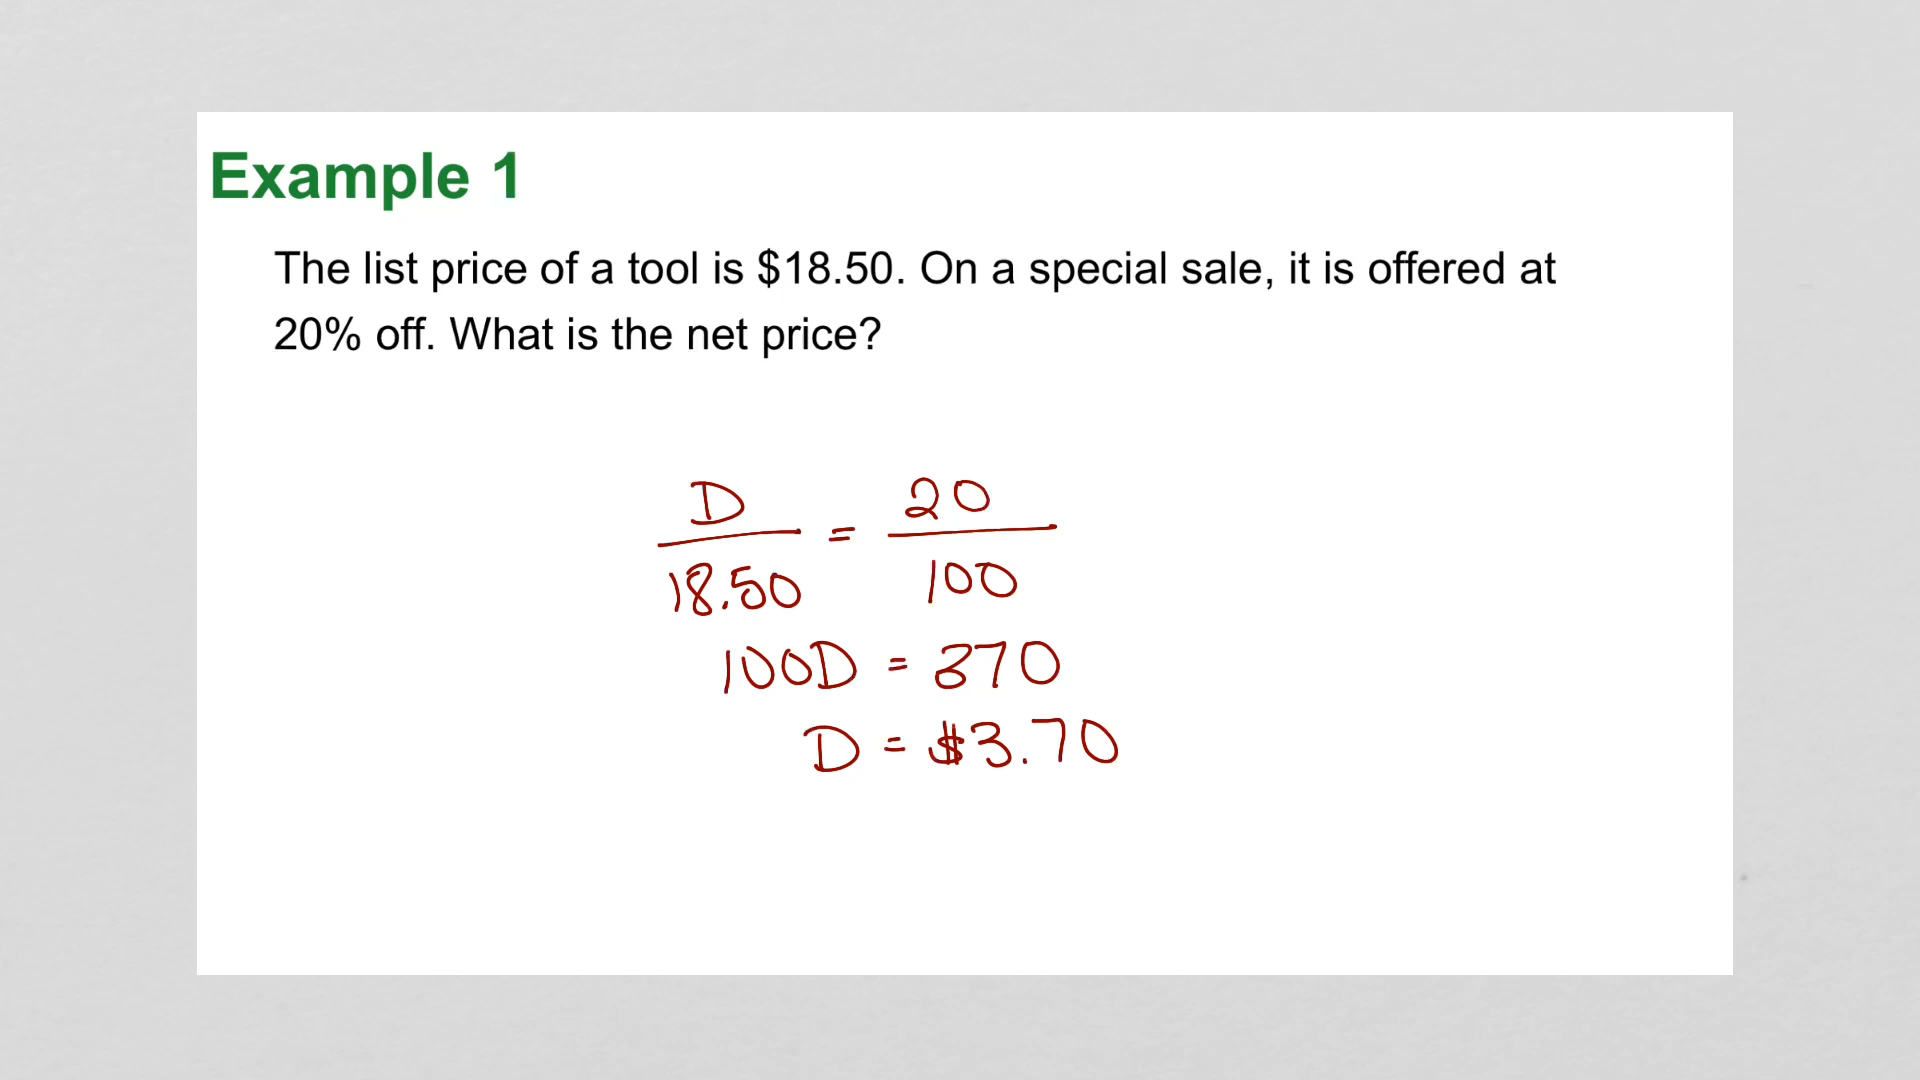 Example 1
The list price of a tool is $18.50. On a special sale, it is offered at
20% off. What is the net price?
D/18.50 = 20/100
100D = 370
D = $3.70